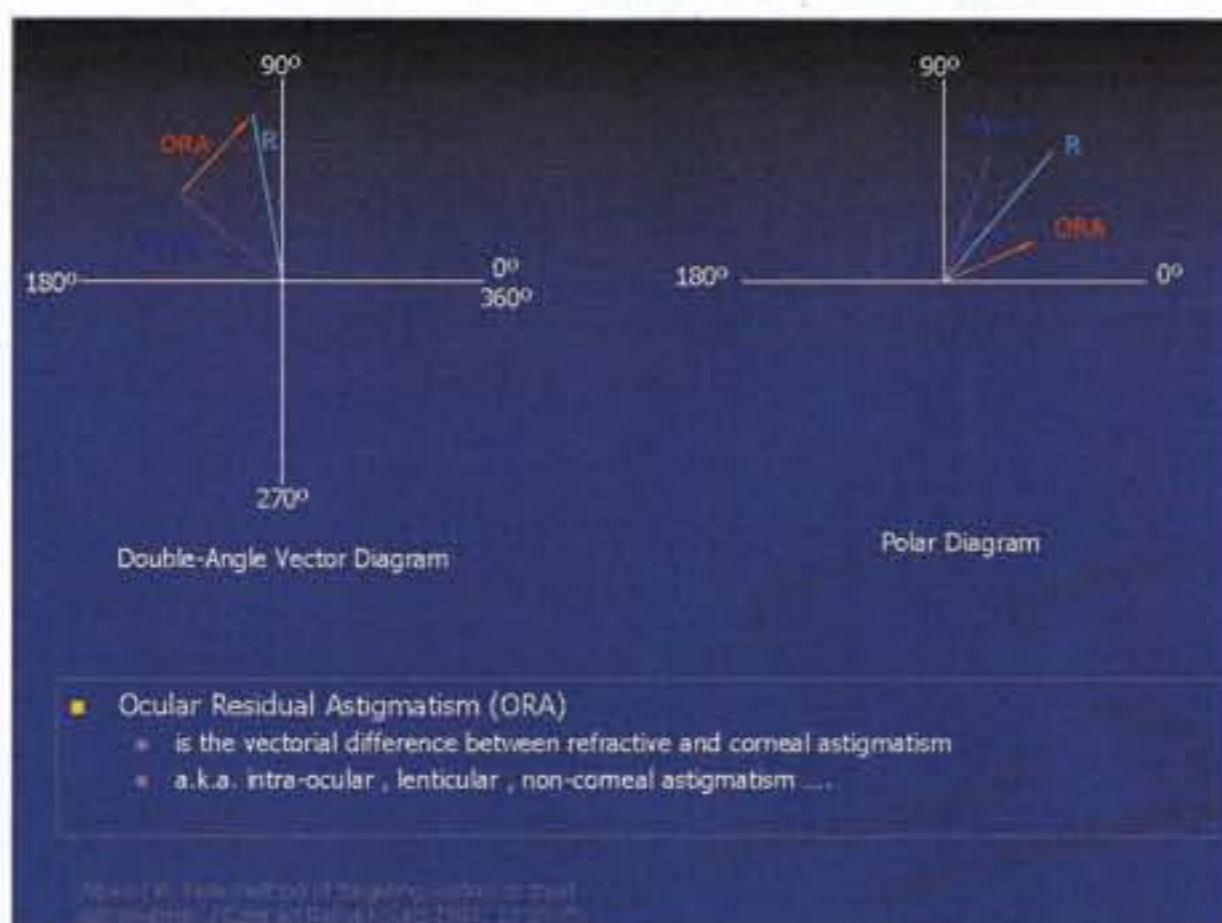 90º
ORA
R
180º
0º
360º
270º
Double-Angle Vector Diagram
90º
R
ORA
180º
0º
Polar Diagram
Ocular Residual Astigmatism (ORA)
is the vectorial difference between refractive and corneal astigmatism
a.k.a. intra-ocular , lenticular , non-corneal astigmatism ....